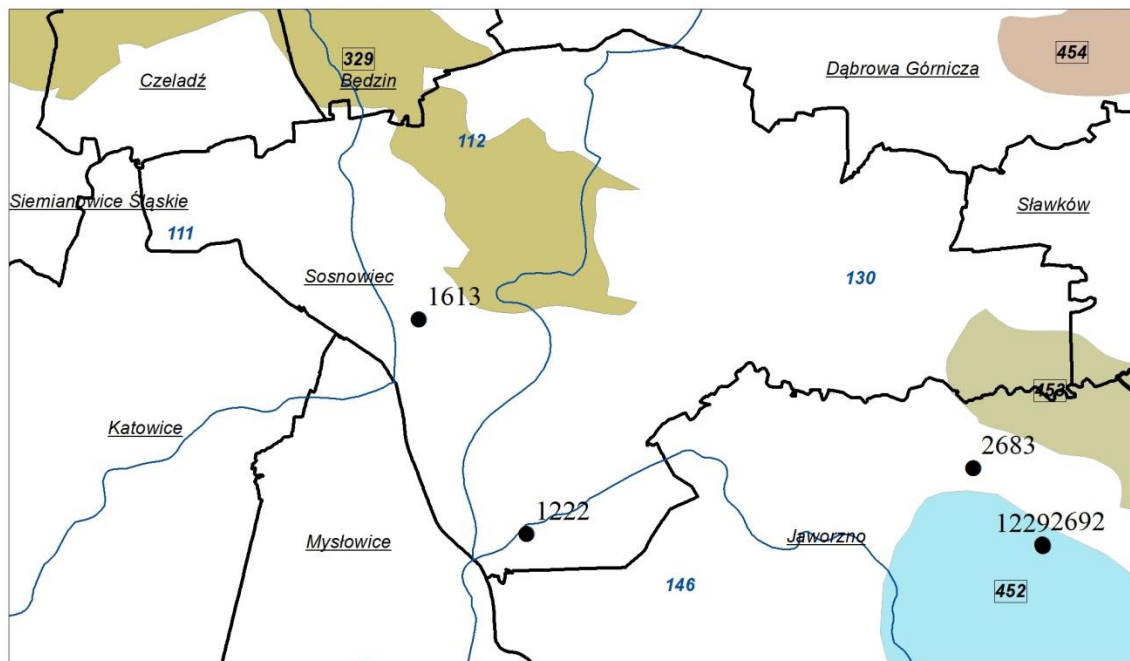 329
Będzin
454
Czeladź
Dąbrowa Górnicza
112
Siemianowice Śląskie
Sławków
111
Sosnowiec
130
1613
453
Katowice
2683
1222
12292692
Mysłowice
Jaworzno
146
452